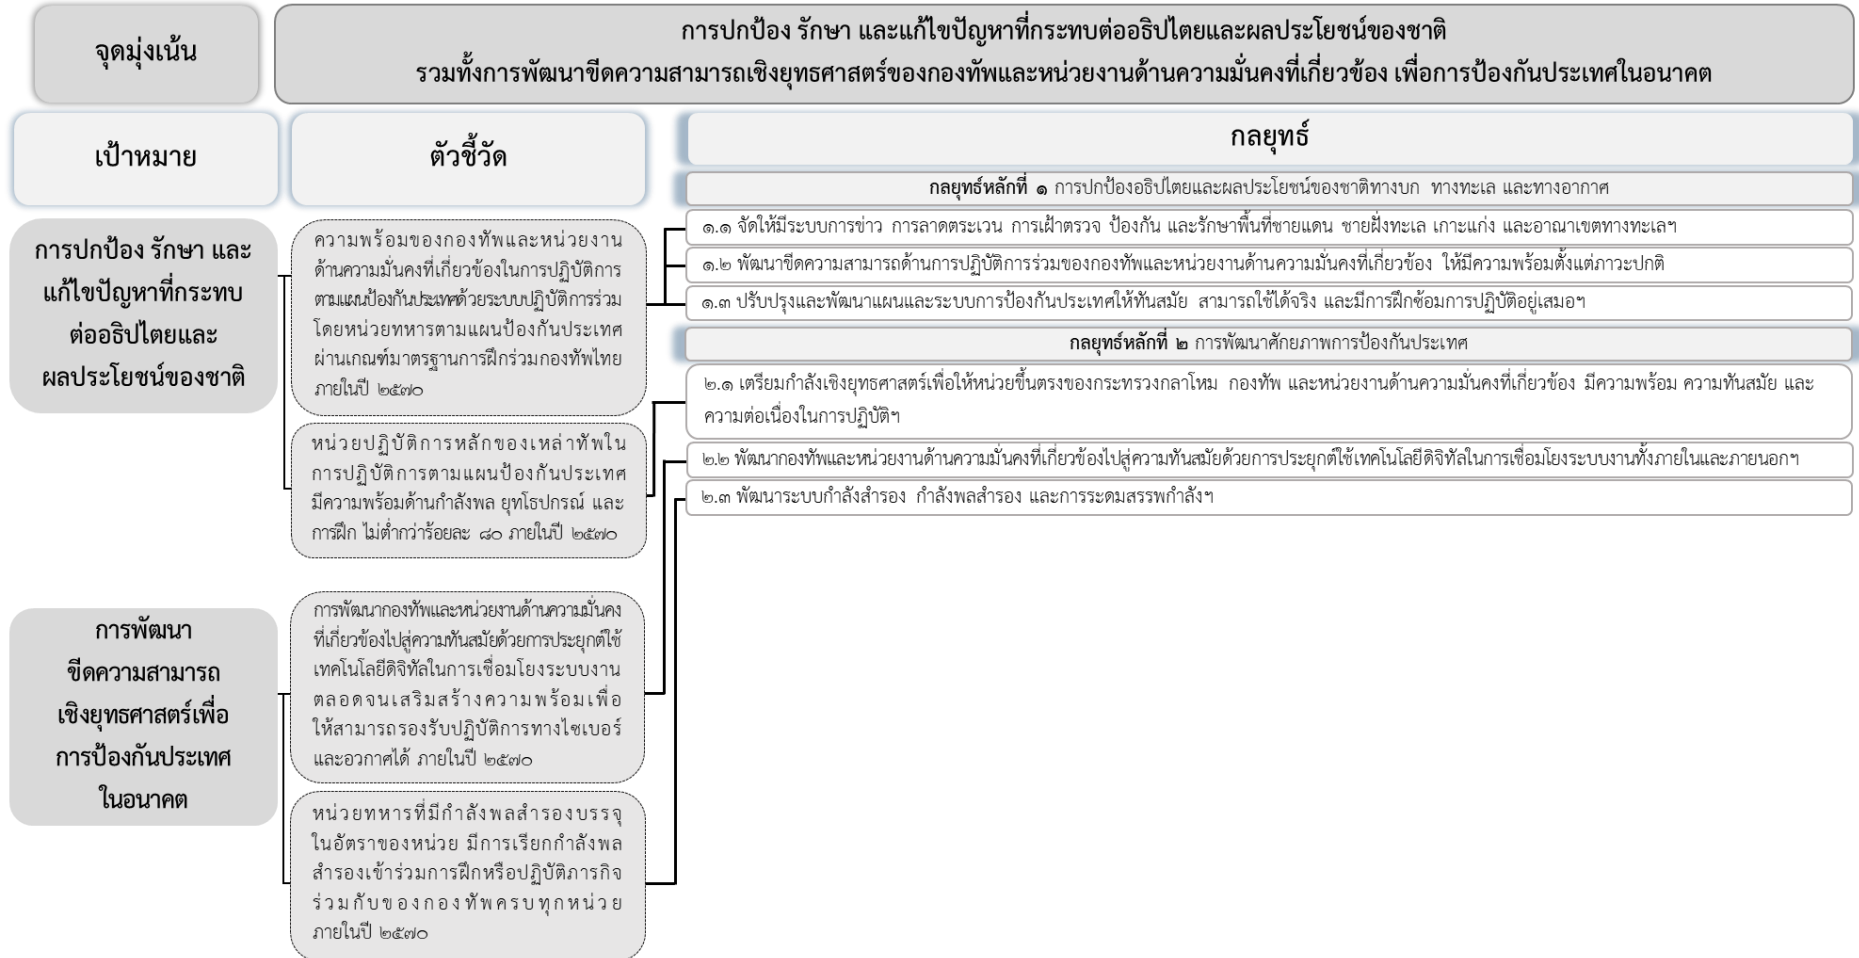 จุดมุ่งเน้น
การปกป้อง รักษา และแก้ไขปัญหาที่กระทบต่ออธิปไตยและผลประโยชน์ของชาติ
รวมทั้งการพัฒนาขีดความสามารถเชิงยุทธศาสตร์ของกองทัพและหน่วยงานด้านความมั่นคงที่เกี่ยวข้อง เพื่อการป้องกันประเทศในอนาคต
เป้าหมาย
ตัวชี้วัด
กลยุทธ์
การปกป้อง รักษา และ
แก้ไขปัญหาที่กระทบ
ต่ออธิปไตยและ
ผลประโยชน์ของชาติ
ความพร้อมของกองทัพและหน่วยงาน
ด้านความมั่นคงที่เกี่ยวข้องในการปฏิบัติการ
ตามแผนป้องกันประเทศด้วยระบบปฏิบัติการร่วม
โดยหน่วยทหารตามแผนป้องกันประเทศ
ผ่านเกณฑ์มาตรฐานการฝึกร่วมกองทัพไทย
ภายในปี ๒๕๗๐
หน่วยปฏิบัติการหลักของเหล่าทัพใน
การปฏิบัติการตามแผนป้องกันประเทศ
มีความพร้อมด้านกำลังพล ยุทโธปกรณ์ และ
การฝึก ไม่ต่ำกว่าร้อยละ ๘๐ ภายในปี ๒๕๗๐
กลยุทธ์หลักที่ ๑ การปกป้องอธิปไตยและผลประโยชน์ของชาติทางบก ทางทะเล และทางอากาศ
๑.๑ จัดให้มีระบบการข่าว การลาดตระเวน การเฝ้าตรวจ ป้องกัน และรักษาพื้นที่ชายแดน ชายฝั่งทะเล เกาะแก่ง และอาณาเขตทางทะเลฯ
๑.๒ พัฒนาขีดความสามารถด้านการปฏิบัติการร่วมของกองทัพและหน่วยงานด้านความมั่นคงที่เกี่ยวข้อง ให้มีความพร้อมตั้งแต่ภาวะปกติ
๑.๓ ปรับปรุงและพัฒนาแผนและระบบการป้องกันประเทศให้ทันสมัย สามารถใช้ได้จริง และมีการฝึกซ้อมการปฏิบัติอยู่เสมอฯ
กลยุทธ์หลักที่ ๒ การพัฒนาศักยภาพการป้องกันประเทศ
๒.๑ เตรียมกำลังเชิงยุทธศาสตร์เพื่อให้หน่วยขึ้นตรงของกระทรวงกลาโหม กองทัพ และหน่วยงานด้านความมั่นคงที่เกี่ยวข้อง มีความพร้อม ความทันสมัย และ
ความต่อเนื่องในการปฏิบัติฯ
๒.๒ พัฒนากองทัพและหน่วยงานด้านความมั่นคงที่เกี่ยวข้องไปสู่ความทันสมัยด้วยการประยุกต์ใช้เทคโนโลยีดิจิทัลในการเชื่อมโยงระบบงานทั้งภายในและภายนอกฯ
๒.๓ พัฒนาระบบกำลังสำรอง กำลังพลสำรอง และการระดมสรรพกำลังฯ
การพัฒนา
ขีดความสามารถ
เชิงยุทธศาสตร์เพื่อ
การป้องกันประเทศ
ในอนาคต
การพัฒนากองทัพและหน่วยงานด้านความมั่นคง
ที่เกี่ยวข้องไปสู่ความทันสมัยด้วยการประยุกต์ใช้
เทคโนโลยีดิจิทัลในการเชื่อมโยงระบบงาน
ตลอดจนเสริมสร้างความพร้อมเพื่อ
ให้สามารถรองรับปฏิบัติการทางไซเบอร์
และอวกาศได้ ภายในปี ๒๕๗๐
หน่วยทหารที่มีกำลังพลสำรองบรรจุ
ในอัตราของหน่วย มีการเรียกกำลังพล
สำรองเข้าร่วมการฝึกหรือปฏิบัติภารกิจ
ร่วมกับของกองทัพครบทุกหน่วย
ภายในปี ๒๕๗๐